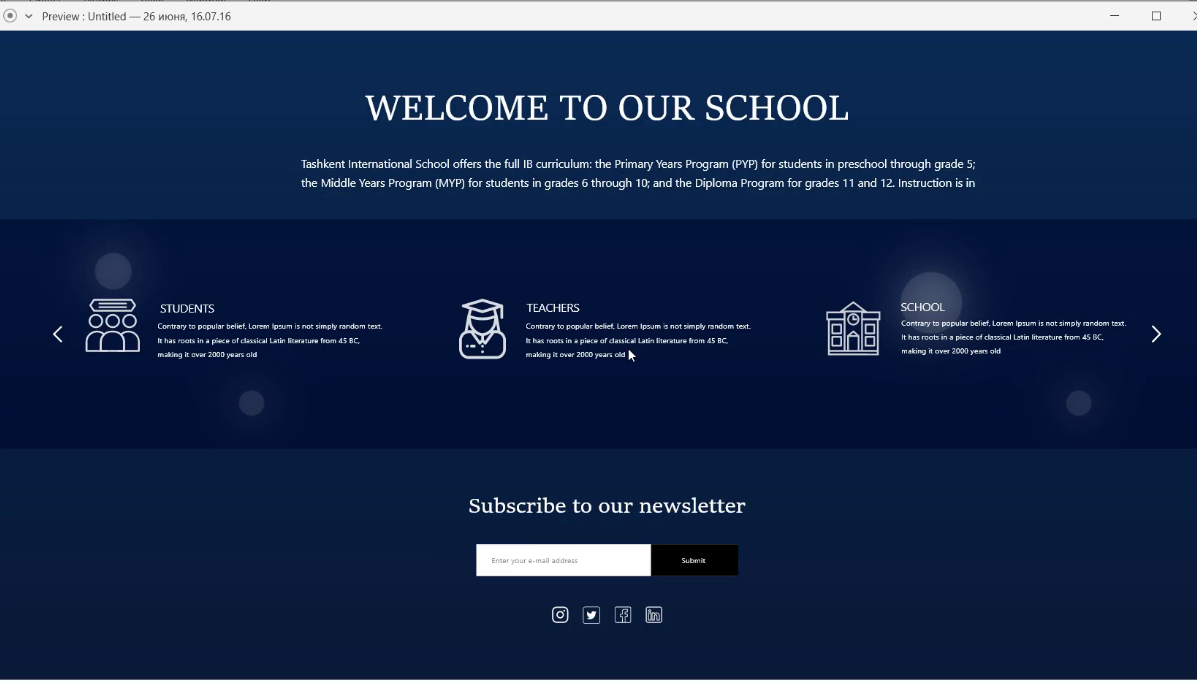 Preview : Untitled — 26 июня, 16.07.16
WELCOME TO OUR SCHOOL
Tashkent International School offers the full IB curriculum: the Primary Years Program (PYP) for students in preschool through grade 5;
the Middle Years Program (MYP) for students in grades 6 through 10; and the Diploma Program for grades 11 and 12. Instruction is in
STUDENTS
Contrary to popular belief, Lorem Ipsum is not simply random text.
It has roots in a piece of classical Latin literature from 45 BC,
making it over 2000 years old
TEACHERS
Contrary to popular belief, Lorem Ipsum is not simply random text.
It has roots in a piece of classical Latin literature from 45 BC,
making it over 2000 years old
SCHOOL
Contrary to popular belief, Lorem Ipsum is not simply random text.
It has roots in a piece of classical Latin literature from 45 BC,
making it over 2000 years old
Subscribe to our newsletter
Enter your e-mail address
Submit